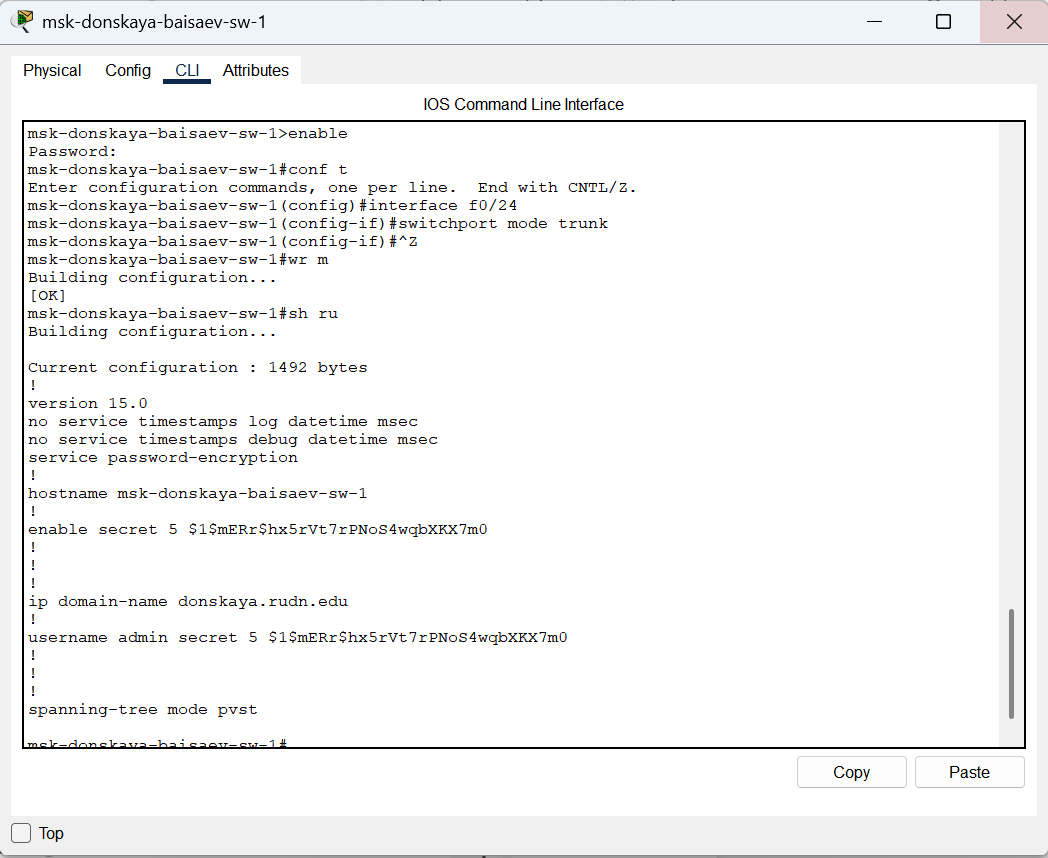 msk-donskaya-baisaev-sw-1
Physical Config CLI Attributes
IOS Command Line Interface
msk-donskaya-baisaev-sw-1>enable
Password:
msk-donskaya-baisaev-sw-1#conf t
Enter configuration commands, one per line.  End with CNTL/Z.
msk-donskaya-baisaev-sw-1(config)#interface f0/24
msk-donskaya-baisaev-sw-1(config-if)#switchport mode trunk
msk-donskaya-baisaev-sw-1(config-if)#^Z
msk-donskaya-baisaev-sw-1#wr m
Building configuration...
[OK]
msk-donskaya-baisaev-sw-1#sh ru
Building configuration...
Current configuration : 1492 bytes
!
version 15.0
no service timestamps log datetime msec
no service timestamps debug datetime msec
service password-encryption
!
hostname msk-donskaya-baisaev-sw-1
!
enable secret 5 $1$mERr$hx5rVt7rPNoS4wqbXKX7m0
!
!
!
ip domain-name donskaya.rudn.edu
!
username admin secret 5 $1$mERr$hx5rVt7rPNoS4wqbXKX7m0
!
!
!
spanning-tree mode pvst
msk-donskaya-baisaev-sw-1#
Copy Paste
Top